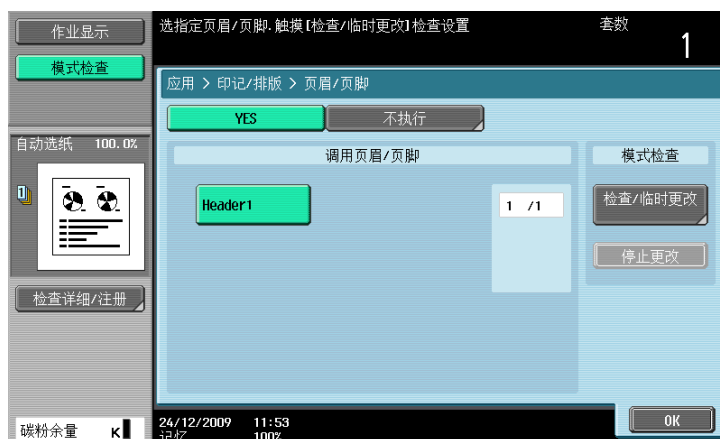 作业显示
模式检查
选指定页眉/页脚.触摸[检查/临时更改]检查设置
套数
1
应用 > 印记/排版 > 页眉/页脚
YES
不执行
自动选纸 100.0%
调用页眉/页脚
模式检查
1
Header1
1 /1
检查/临时更改
停止更改
检查详细/注册
碳粉余量 K
24/12/2009 11:53
记忆 100%
OK